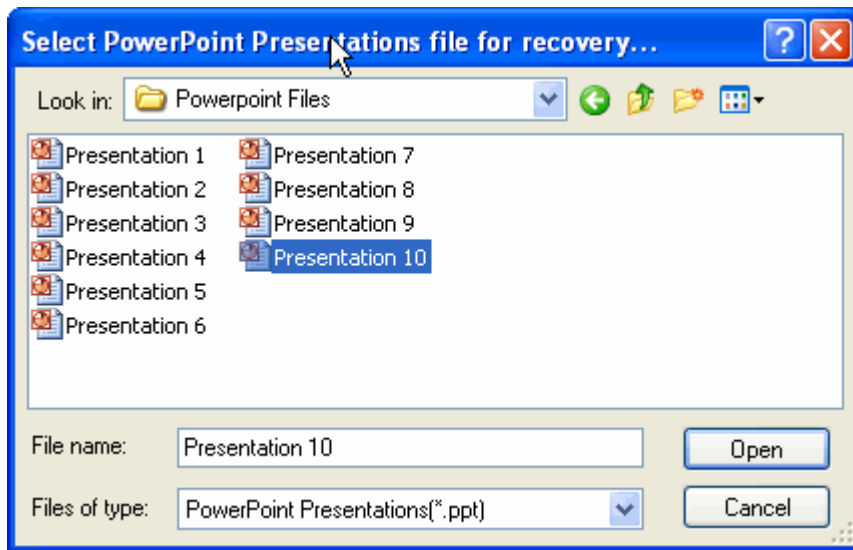 Select PowerPoint Presentations file for recovery...
Look in: Powerpoint Files
Presentation 1
Presentation 2
Presentation 3
Presentation 4
Presentation 5
Presentation 6
Presentation 7
Presentation 8
Presentation 9
Presentation 10
File name: Presentation 10
Open
Files of type: PowerPoint Presentations(*.ppt)
Cancel